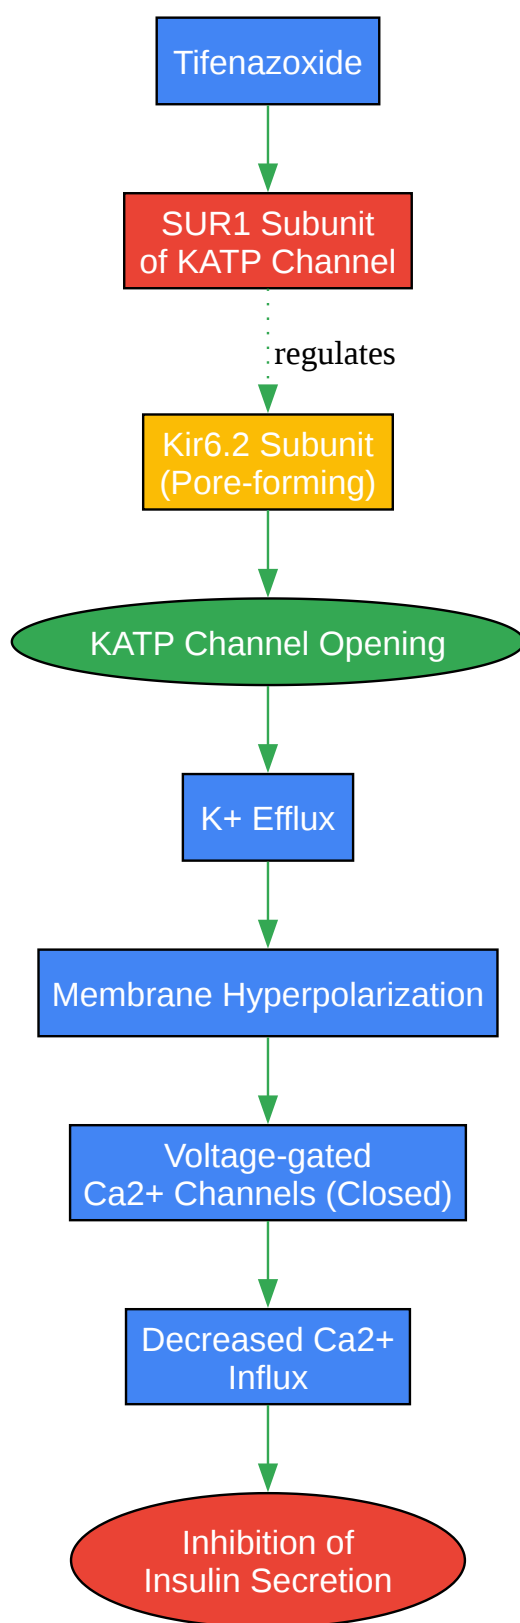 Tifenazoxide
SUR1 Subunit
of KATP Channel
regulates
Kir6.2 Subunit
(Pore-forming)
KATP Channel Opening
K+ Efflux
Membrane Hyperpolarization
Voltage-gated
Ca2+ Channels (Closed)
Decreased Ca2+
Influx
Inhibition of
Insulin Secretion